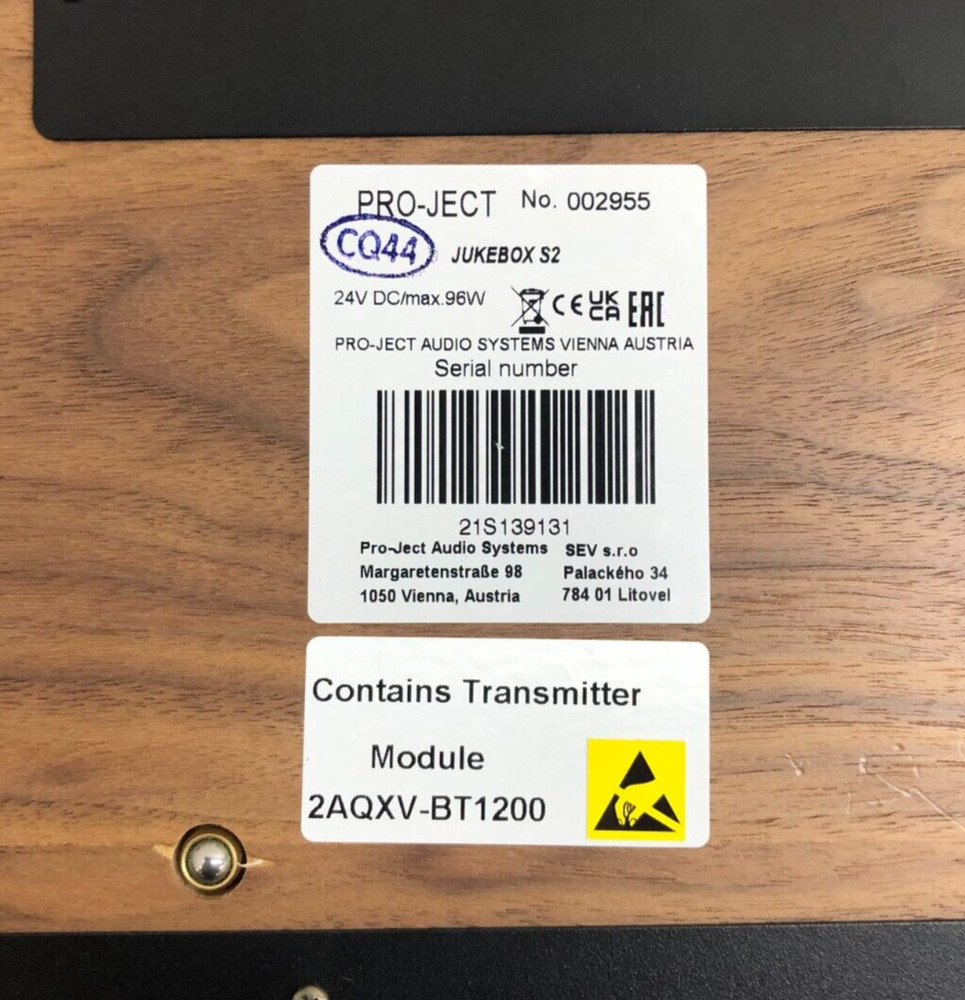 PRO-JECT No. 002955
CQ44 JUKEBOX S2
24V DC/max.96W CE UK CA EAC
PRO-JECT AUDIO SYSTEMS VIENNA AUSTRIA
Serial number
21S139131
Pro-Ject Audio Systems SEV s.r.o
Margaretenstraße 98 Palackého 34
1050 Vienna, Austria 784 01 Litovel
Contains Transmitter
Module
2AQXV-BT1200